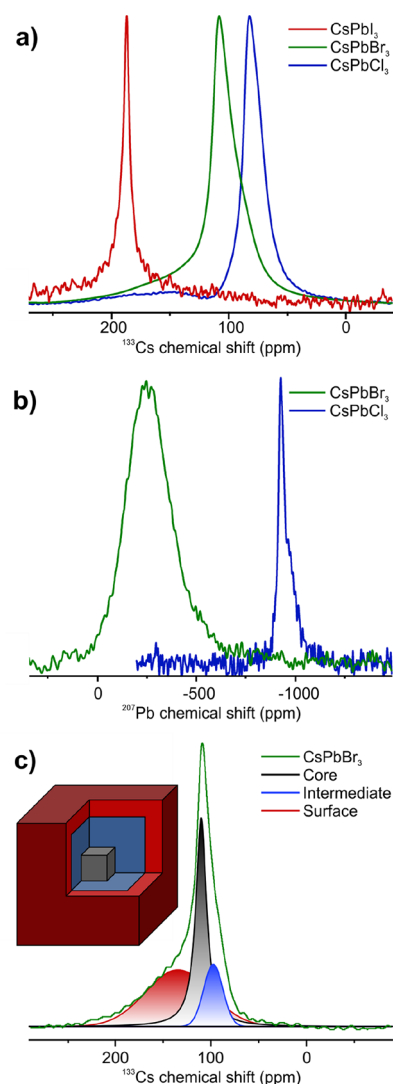 a)
CsPbI₃
CsPbBr₃
CsPbCl₃
200 100 0
¹³³Cs chemical shift (ppm)
b)
CsPbBr₃
CsPbCl₃
0 -500 -1000
²⁰⁷Pb chemical shift (ppm)
c)
CsPbBr₃
Core
Intermediate
Surface
200 100 0
¹³³Cs chemical shift (ppm)